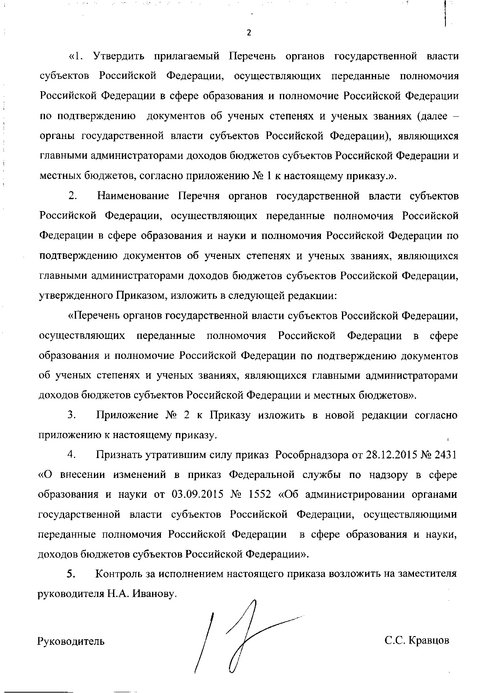 2
«1. Утвердить прилагаемый Перечень органов государственной власти
субъектов Российской Федерации, осуществляющих переданные полномочия
Российской Федерации в сфере образования и полномочие Российской Федерации
по подтверждению документов об ученых степенях и ученых званиях (далее –
органы государственной власти субъектов Российской Федерации), являющихся
главными администраторами доходов бюджетов субъектов Российской Федерации и
местных бюджетов, согласно приложению № 1 к настоящему приказу.».
2. Наименование Перечня органов государственной власти субъектов
Российской Федерации, осуществляющих переданные полномочия Российской
Федерации в сфере образования и науки и полномочия Российской Федерации по
подтверждению документов об ученых степенях и ученых званиях, являющихся
главными администраторами доходов бюджетов субъектов Российской Федерации,
утвержденного Приказом, изложить в следующей редакции:
«Перечень органов государственной власти субъектов Российской Федерации,
осуществляющих переданные полномочия Российской Федерации в сфере
образования и полномочие Российской Федерации по подтверждению документов
об ученых степенях и ученых званиях, являющихся главными администраторами
доходов бюджетов субъектов Российской Федерации и местных бюджетов».
3. Приложение № 2 к Приказу изложить в новой редакции согласно
приложению к настоящему приказу.
4. Признать утратившим силу приказ Рособрнадзора от 28.12.2015 № 2431
«О внесении изменений в приказ Федеральной службы по надзору в сфере
образования и науки от 03.09.2015 № 1552 «Об администрировании органами
государственной власти субъектов Российской Федерации, осуществляющими
переданные полномочия Российской Федерации в сфере образования и науки,
доходов бюджетов субъектов Российской Федерации».
5. Контроль за исполнением настоящего приказа возложить на заместителя
руководителя Н.А. Иванову.
Руководитель С.С. Кравцов